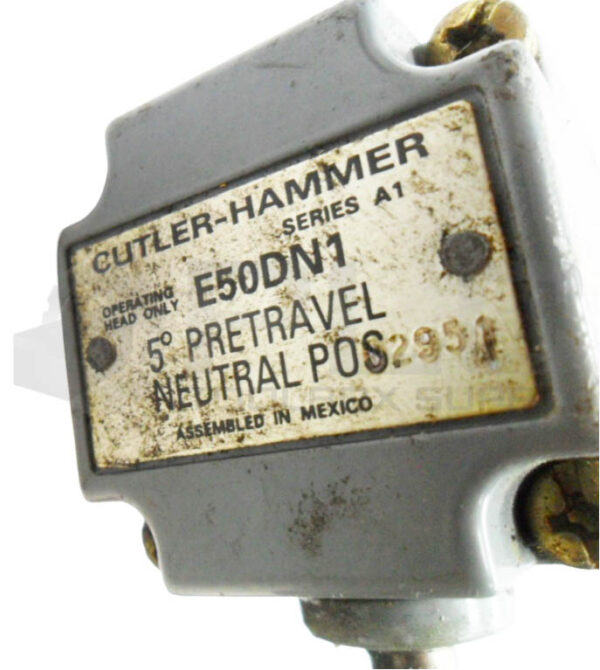 CUTLER-HAMMER
SERIES A1
OPERATING
HEAD ONLY
E50DN1
5° PRETRAVEL
NEUTRAL POS.
ASSEMBLED IN MEXICO